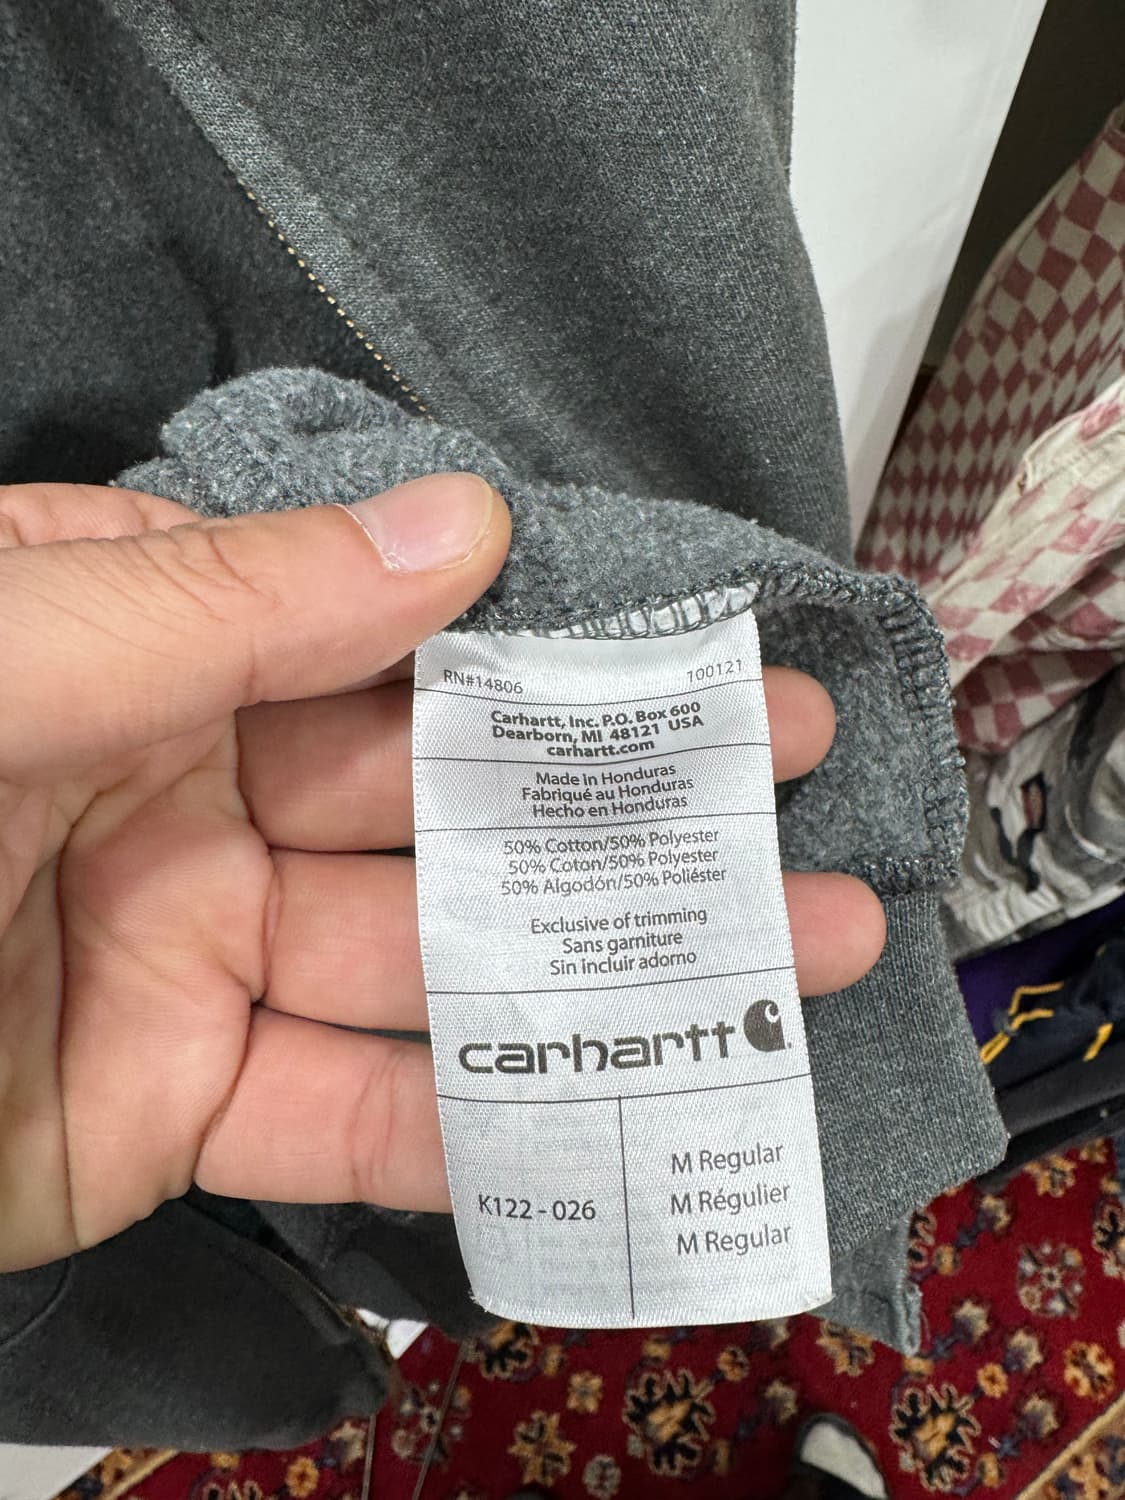 RN#14806 100121
Carhartt, Inc. P.O. Box 600
Dearborn, MI 48121 USA
carhartt.com
Made in Honduras
Fabriqué au Honduras
Hecho en Honduras
50% Cotton/50% Polyester
50% Coton/50% Polyester
50% Algodón/50% Poliéster
Exclusive of trimming
Sans garniture
Sin incluir adorno
carhartt
K122 - 026
M Regular
M Régulier
M Regular